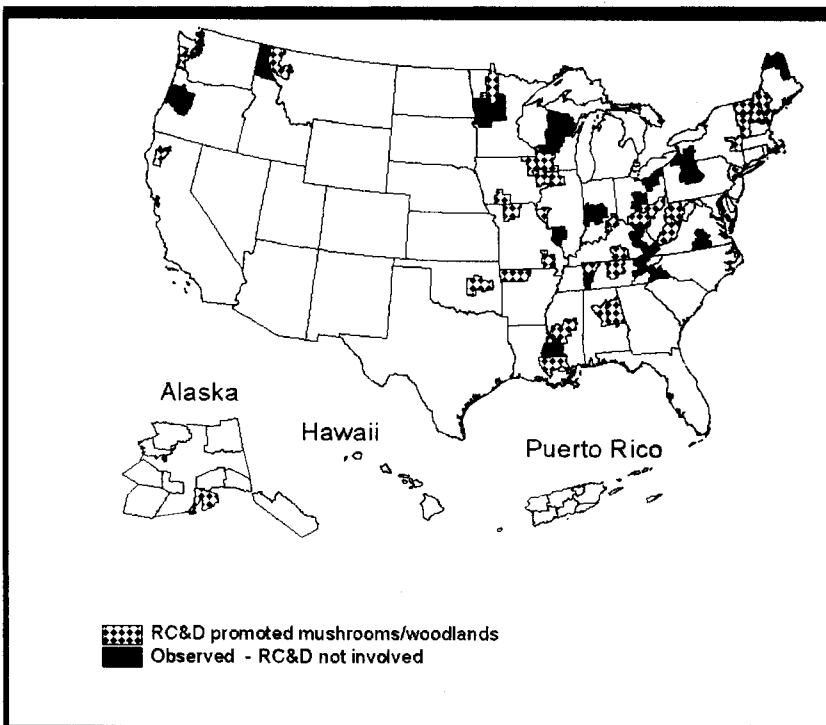 Alaska
Hawaii
Puerto Rico
RC&D promoted mushrooms/woodlands
Observed - RC&D not involved